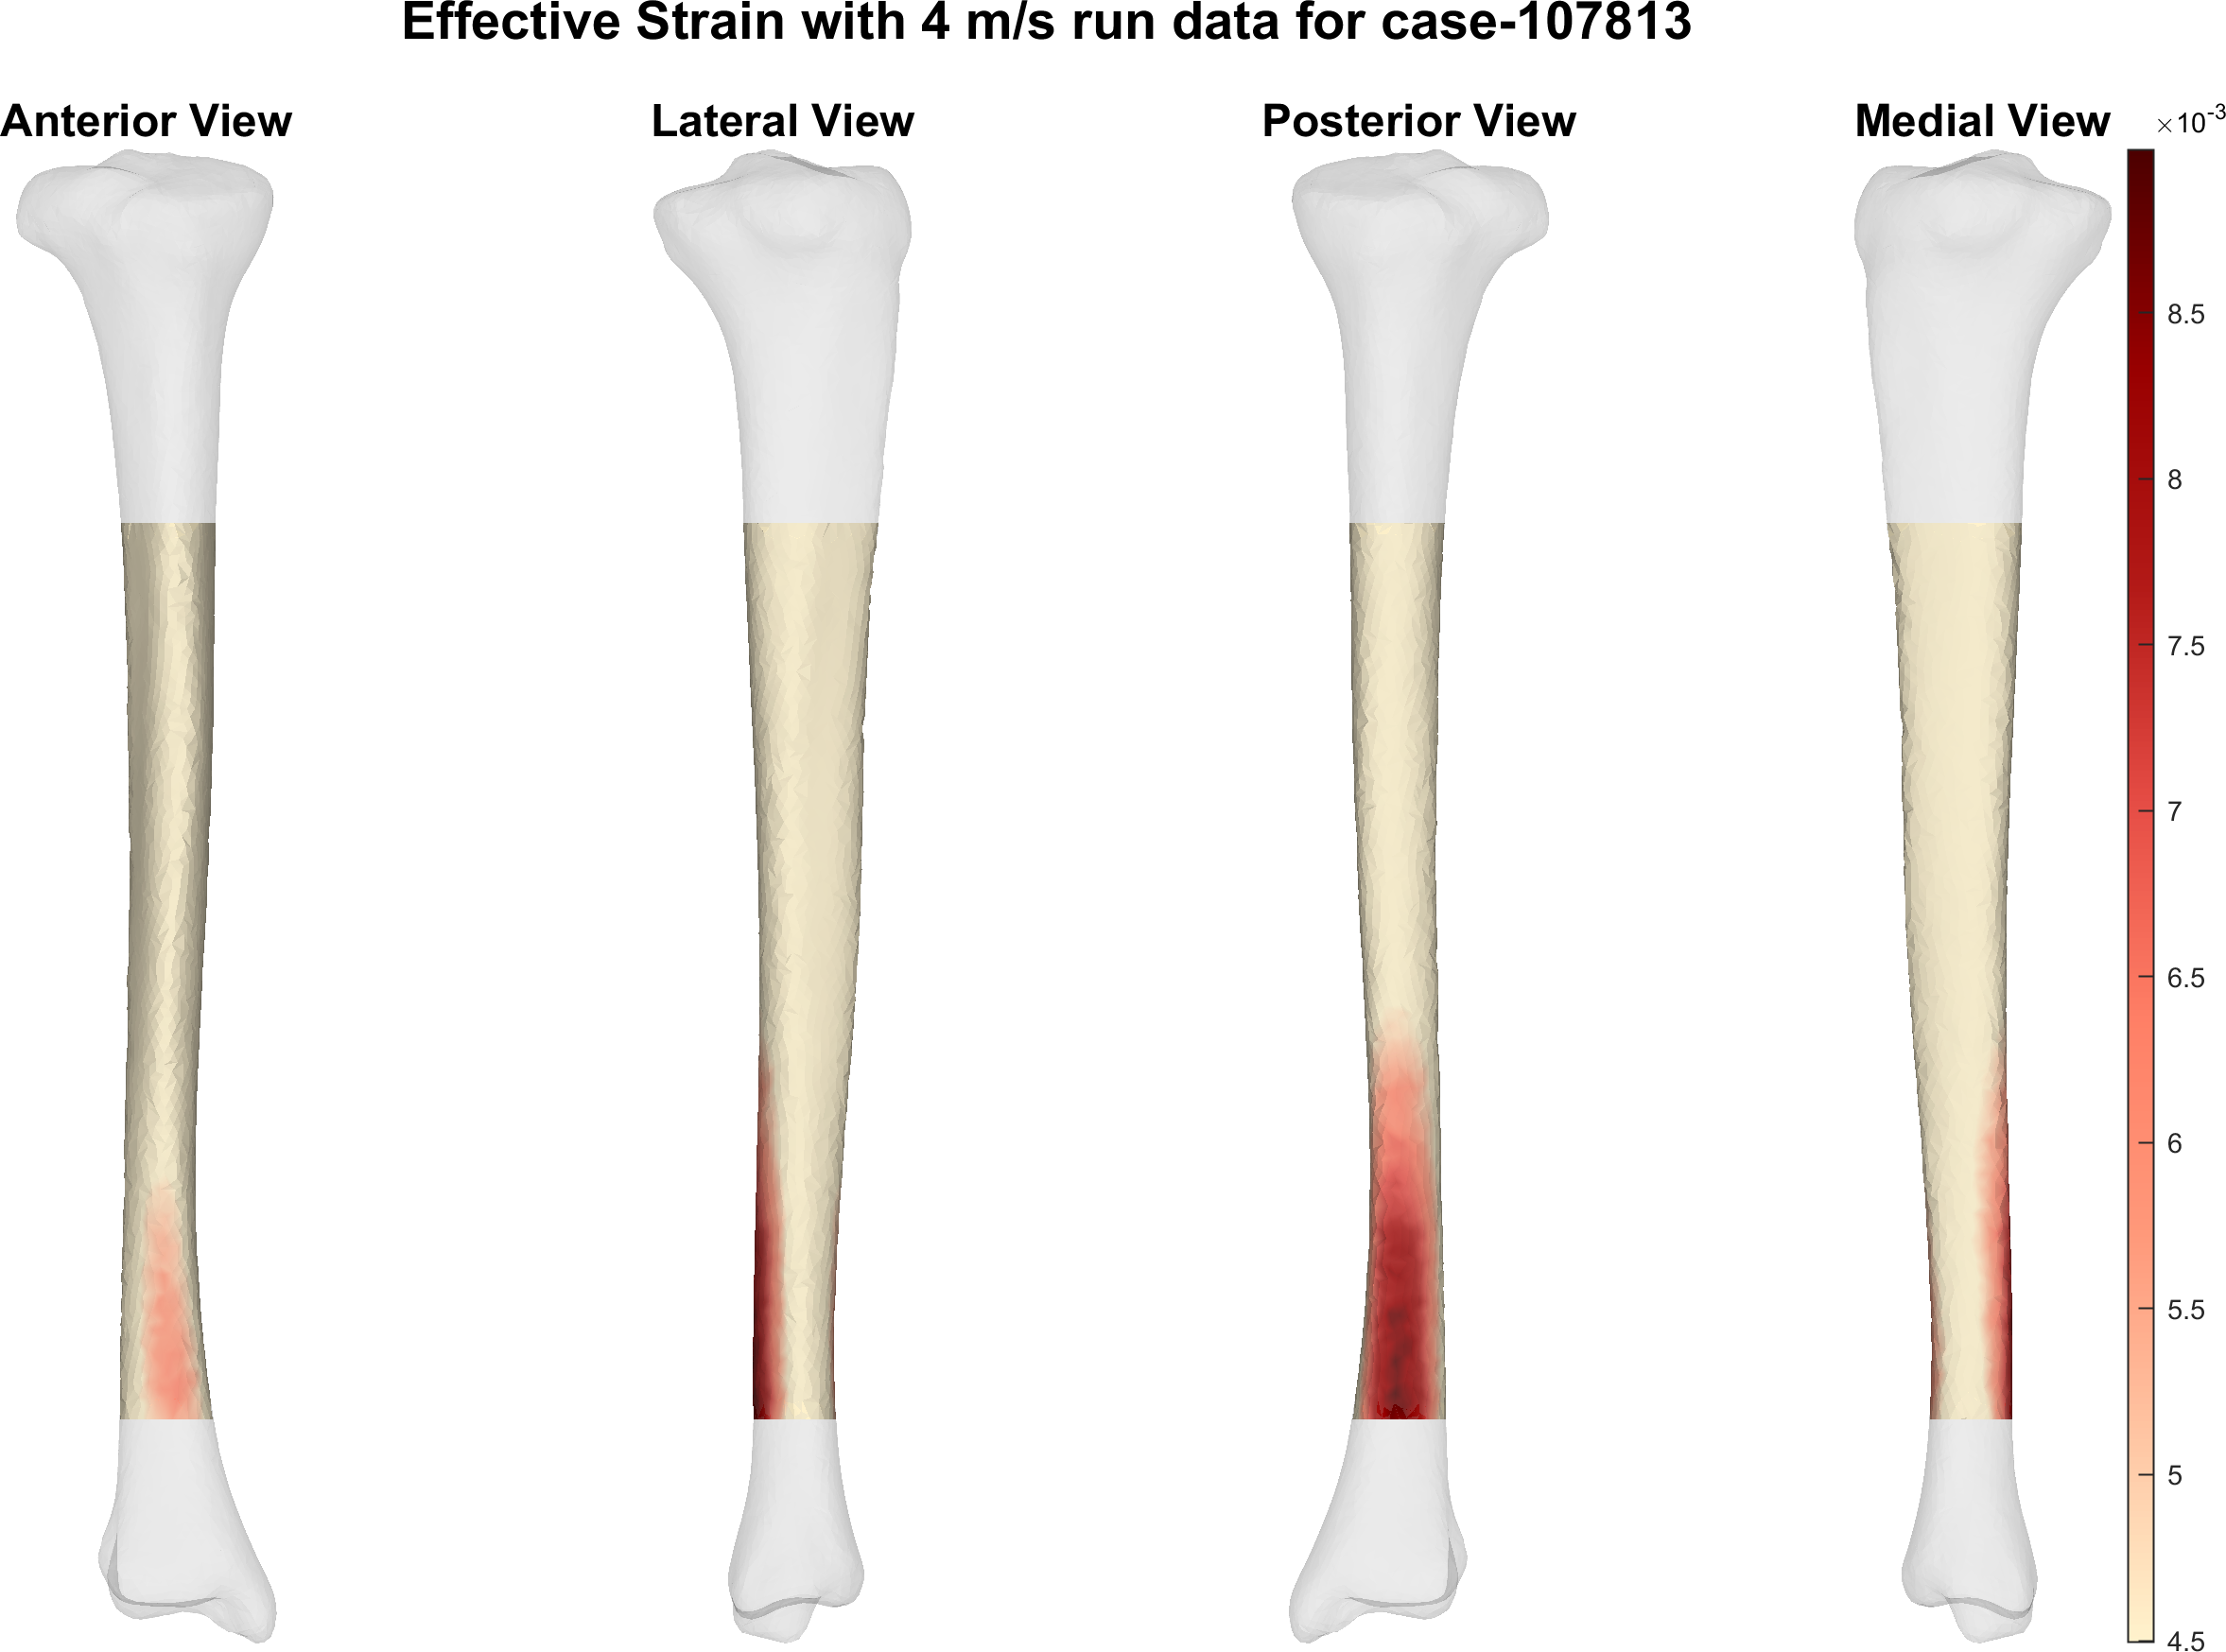 Effective Strain with 4 m/s run data for case-107813
Anterior View
Lateral View
Posterior View
Medial View
×10-3
8.5
8
7.5
7
6.5
6
5.5
5
4.5